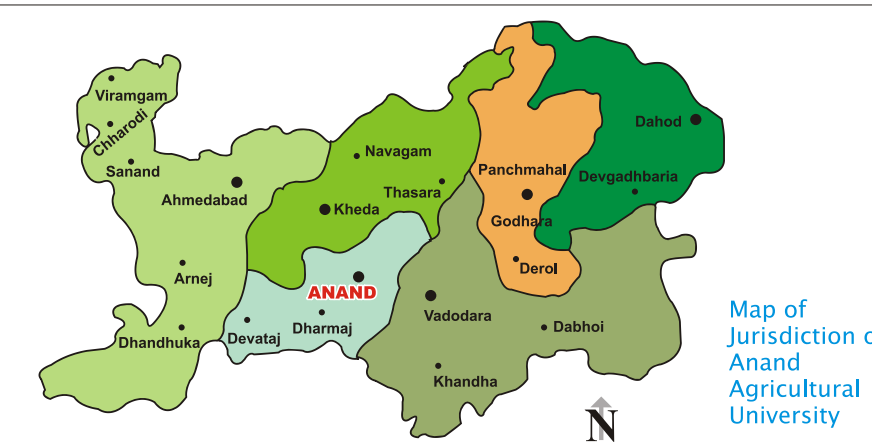 Viramgam
Chharodi
Sanand
Ahmedabad
Arnej
Dhandhuka
Navagam
Thasara
Kheda
ANAND
Devataj
Dharmaj
Panchmahal
Godhara
Derol
Dahod
Devgadhbaria
Vadodara
Dabhoi
Khandha
N
Map of
Jurisdiction o
Anand
Agricultural
University